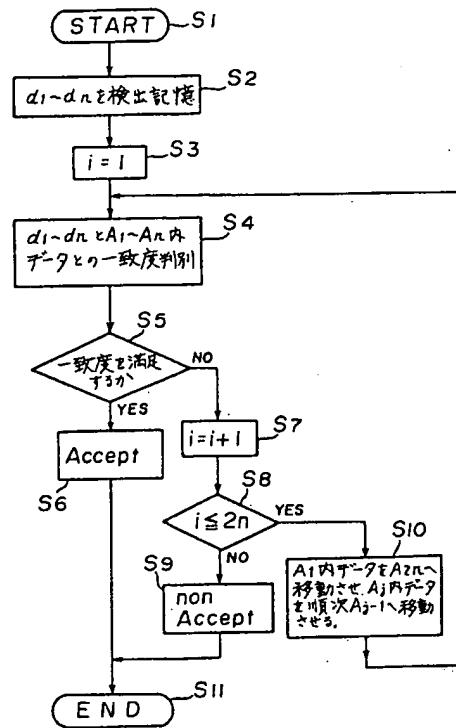 START
S1
S2
d1~dnを検出記憶
S3
i = 1
S4
d1~dnとA1~An内
データとの一致度判別
S5
一致度を満足
するか
NO
YES
S7
i=i+1
Accept
S6
S8
i≦2n
YES
NO
S9
non
Accept
S10
A1内データをA2nへ
移動させ、Aj内データ
を順次Aj-1へ移動
させる。
END
S11